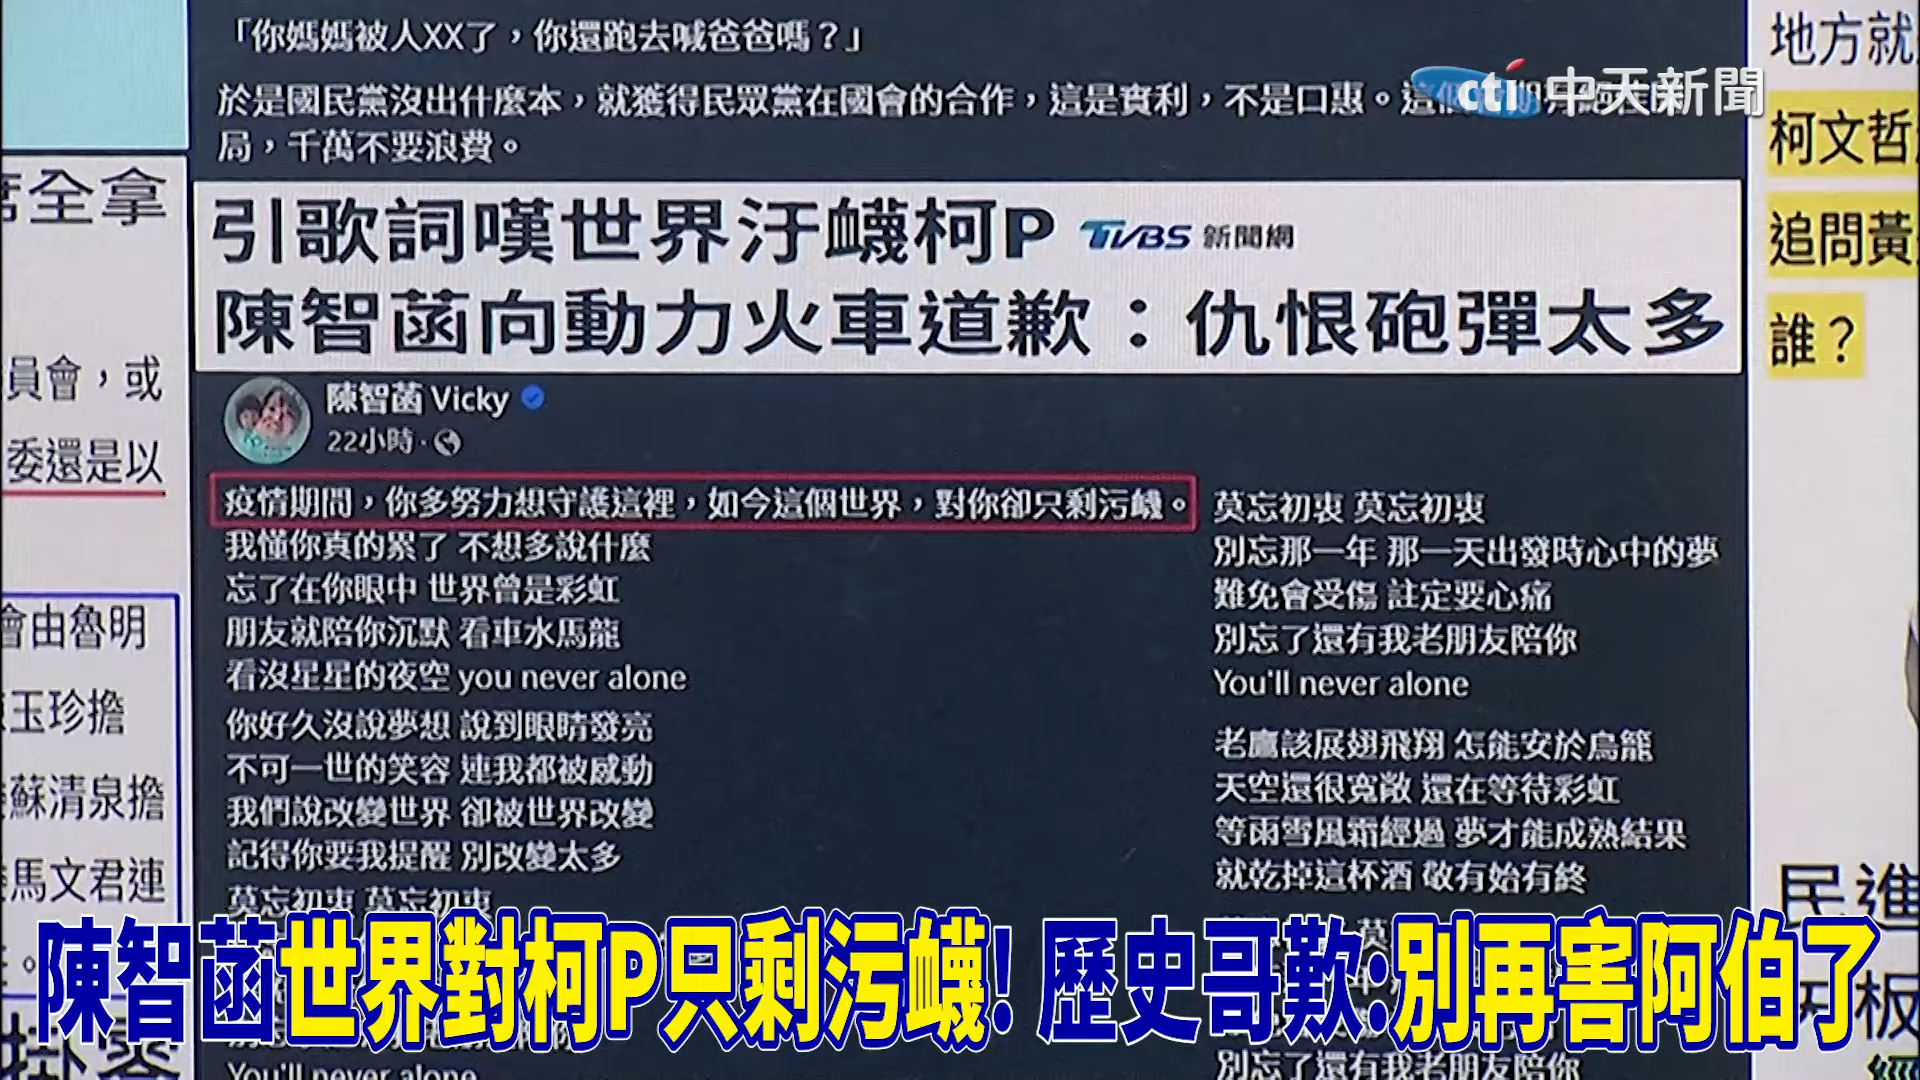 「你媽媽被人XX了，你還跑去喊爸爸嗎？」
於是國民黨沒出什麼本，就獲得民眾黨在國會的合作，這是實利，不是口惠。
局，千萬不要浪費。
cti 中天新聞
引歌詞嘆世界汙衊柯P TVBS 新聞網
陳智菡向動力火車道歉：仇恨砲彈太多
陳智菡 Vicky
22小時
疫情期間，你多努力想守護這裡，如今這個世界，對你卻只剩污衊。
我懂你真的累了 不想多說什麼
忘了在你眼中 世界曾是彩虹
朋友就陪你沉默 看車水馬龍
看沒星星的夜空 you never alone
你好久沒說夢想 說到眼睛發亮
不可一世的笑容 連我都被感動
我們說改變世界 卻被世界改變
記得你要我提醒 別改變太多
莫忘初衷 莫忘初衷
You'll never alone
莫忘初衷 莫忘初衷
別忘那一年 那一天出發時心中的夢
難免會受傷 註定要心痛
別忘了還有我老朋友陪你
You'll never alone
老鷹該展翅飛翔 怎能安於鳥籠
天空還很寬敞 還在等待彩虹
等雨雪風霜經過 夢才能成熟結果
就乾掉這杯酒 敬有始有終
別忘了還有我老朋友陪你
席全拿
員會，或
委還是以
會由魯明
玉珍擔
蘇清泉擔
馬文君連
地方就
柯文哲
追問黃
誰？
民進
板
陳智菡世界對柯P只剩污衊! 歷史哥歎:別再害阿伯了